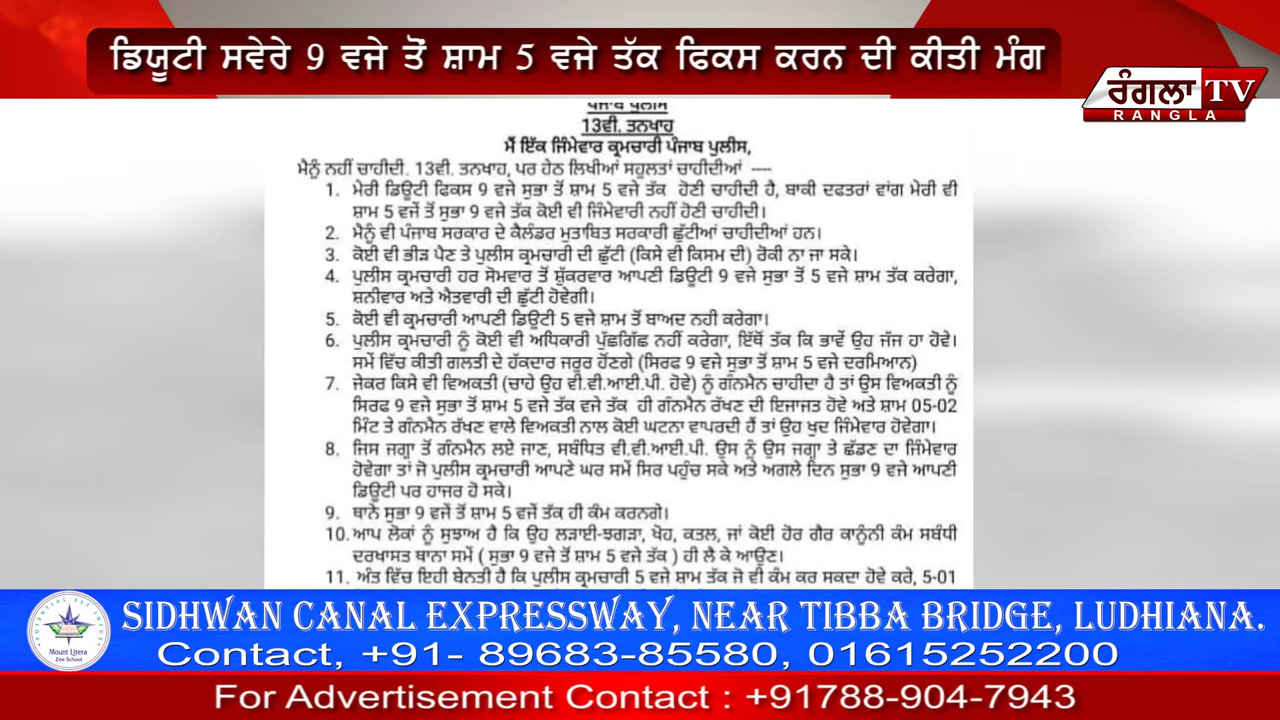 ਡਿਯੂਟੀ ਸਵੇਰੇ 9 ਵਜੇ ਤੋਂ ਸ਼ਾਮ 5 ਵਜੇ ਤੱਕ ਫਿਕਸ ਕਰਨ ਦੀ ਕੀਤੀ ਮੰਗ
ਰੰਗਲਾ TV
RANGLA
ਪੰਜਾਬ ਪੁਲੀਸ
13ਵੀਂ. ਤਨਖਾਹ
ਮੈਂ ਇੱਕ ਜਿੰਮੇਵਾਰ ਕ੍ਰਮਚਾਰੀ ਪੰਜਾਬ ਪੁਲੀਸ,
ਮੈਨੂੰ ਨਹੀਂ ਚਾਹੀਦੀ. 13ਵੀ. ਤਨਖਾਹ, ਪਰ ਹੇਠ ਲਿਖੀਆਂ ਸਹੂਲਤਾਂ ਚਾਹੀਦੀਆਂ ----
1. ਮੇਰੀ ਡਿਊਟੀ ਫਿਕਸ 9 ਵਜੇ ਸੁਭਾ ਤੋਂ ਸ਼ਾਮ 5 ਵਜੇ ਤੱਕ ਹੋਣੀ ਚਾਹੀਦੀ ਹੈ, ਬਾਕੀ ਦਫਤਰਾਂ ਵਾਂਗ ਮੇਰੀ ਵੀ
ਸ਼ਾਮ 5 ਵਜੇਂ ਤੋਂ ਸੁਭਾ 9 ਵਜੇ ਤੱਕ ਕੋਈ ਵੀ ਜਿੰਮੇਵਾਰੀ ਨਹੀਂ ਹੋਣੀ ਚਾਹੀਦੀ।
2. ਮੈਨੂੰ ਵੀ ਪੰਜਾਬ ਸਰਕਾਰ ਦੇ ਕੈਲੰਡਰ ਮੁਤਾਬਿਤ ਸਰਕਾਰੀ ਛੁੱਟੀਆਂ ਚਾਹੀਦੀਆਂ ਹਨ।
3. ਕੋਈ ਵੀ ਭੀੜ ਪੈਣ ਤੇ ਪੁਲੀਸ ਕ੍ਰਮਚਾਰੀ ਦੀ ਛੁੱਟੀ (ਕਿਸੇ ਵੀ ਕਿਸਮ ਦੀ) ਰੋਕੀ ਨਾ ਜਾ ਸਕੇ।
4. ਪੁਲੀਸ ਕ੍ਰਮਚਾਰੀ ਹਰ ਸੋਮਵਾਰ ਤੋਂ ਸ਼ੁੱਕਰਵਾਰ ਆਪਣੀ ਡਿਊਟੀ 9 ਵਜੇ ਸੁਭਾ ਤੋਂ 5 ਵਜੇ ਸ਼ਾਮ ਤੱਕ ਕਰੇਗਾ,
ਸ਼ਨੀਵਾਰ ਅਤੇ ਐਤਵਾਰੀ ਦੀ ਛੁੱਟੀ ਹੋਵੇਗੀ।
5. ਕੋਈ ਵੀ ਕ੍ਰਮਚਾਰੀ ਆਪਣੀ ਡਿਊਟੀ 5 ਵਜੇ ਸ਼ਾਮ ਤੋਂ ਬਾਅਦ ਨਹੀ ਕਰੇਗਾ।
6. ਪੁਲੀਸ ਕ੍ਰਮਚਾਰੀ ਨੂੰ ਕੋਈ ਵੀ ਅਧਿਕਾਰੀ ਪੁੱਛਗਿੱਛ ਨਹੀਂ ਕਰੇਗਾ, ਇੱਥੋਂ ਤੱਕ ਕਿ ਭਾਵੇਂ ਉਹ ਜੱਜ ਹਾ ਹੋਵੇ।
ਸਮੇਂ ਵਿੱਚ ਕੀਤੀ ਗਲਤੀ ਦੇ ਹੱਕਦਾਰ ਜਰੂਰ ਹੋਂਣਗੇ (ਸਿਰਫ 9 ਵਜੇ ਸੁਭਾ ਤੋਂ ਸ਼ਾਮ 5 ਵਜੇ ਦਰਮਿਆਨ)
7. ਜੇਕਰ ਕਿਸੇ ਵੀ ਵਿਅਕਤੀ (ਚਾਹੇ ਉਹ ਵੀ.ਵੀ.ਆਈ.ਪੀ. ਹੋਵੇ) ਨੂੰ ਗੰਨਮੈਨ ਚਾਹੀਦਾ ਹੈ ਤਾਂ ਉਸ ਵਿਅਕਤੀ ਨੂੰ
ਸਿਰਫ 9 ਵਜੇ ਸੁਭਾ ਤੋਂ ਸ਼ਾਮ 5 ਵਜੇ ਤੱਕ ਵਜੇ ਤੱਕ ਹੀ ਗੰਨਮੈਨ ਰੱਖਣ ਦੀ ਇਜਾਜਤ ਹੋਵੇ ਅਤੇ ਸ਼ਾਮ 05-02
ਮਿੰਟ ਤੇ ਗੰਨਮੈਨ ਰੱਖਣ ਵਾਲੇ ਵਿਅਕਤੀ ਨਾਲ ਕੋਈ ਘਟਨਾ ਵਾਪਰਦੀ ਹੈਂ ਤਾਂ ਉਹ ਖੁਦ ਜਿੰਮੇਵਾਰ ਹੋਵੇਗਾ।
8. ਜਿਸ ਜਗ੍ਹਾ ਤੋਂ ਗੰਨਮੈਨ ਲਏ ਜਾਣ, ਸਬੰਧਿਤ ਵੀ.ਵੀ.ਆਈ.ਪੀ. ਉਸ ਨੂੰ ਉਸ ਜਗ੍ਹਾ ਤੇ ਛੱਡਣ ਦਾ ਜਿੰਮੇਵਾਰ
ਹੋਵੇਗਾ ਤਾਂ ਜੋ ਪੁਲੀਸ ਕ੍ਰਮਚਾਰੀ ਆਪਣੇ ਘਰ ਸਮੇਂ ਸਿਰ ਪਹੁੰਚ ਸਕੇ ਅਤੇ ਅਗਲੇ ਦਿਨ ਸੁਭਾ 9 ਵਜੇ ਆਪਣੀ
ਡਿਊਟੀ ਪਰ ਹਾਜਰ ਹੋ ਸਕੇ।
9. ਥਾਨੇ ਸੁਭਾ 9 ਵਜੇਂ ਤੋਂ ਸ਼ਾਮ 5 ਵਜੇਂ ਤੱਕ ਹੀ ਕੰਮ ਕਰਨਗੇ।
10. ਆਪ ਲੋਕਾਂ ਨੂੰ ਸੁਝਾਅ ਹੈ ਕਿ ਉਹ ਲੜਾਈ-ਝਗੜਾ, ਖੋਹ, ਕਤਲ, ਜਾਂ ਕੋਈ ਹੋਰ ਗੈਰ ਕਾਨੂੰਨੀ ਕੰਮ ਸਬੰਧੀ
ਦਰਖਾਸਤ ਥਾਨਾ ਸਮੇਂ ( ਸੁਭਾ 9 ਵਜੇ ਤੋਂ ਸ਼ਾਮ 5 ਵਜੇ ਤੱਕ ) ਹੀ ਲੈ ਕੇ ਆਉਣ।
11. ਅੰਤ ਵਿੱਚ ਇਹੀ ਬੇਨਤੀ ਹੈ ਕਿ ਪੁਲੀਸ ਕ੍ਰਮਚਾਰੀ 5 ਵਜੇ ਸ਼ਾਮ ਤੱਕ ਜੋ ਵੀ ਕੰਮ ਕਰ ਸਕਦਾ ਹੋਵੇ ਕਰੇ, 5-01
Mount Litera
Zee School
SIDHWAN CANAL EXPRESSWAY, NEAR TIBBA BRIDGE, LUDHIANA.
Contact, +91- 89683-85580, 01615252200
For Advertisement Contact : +91788-904-7943